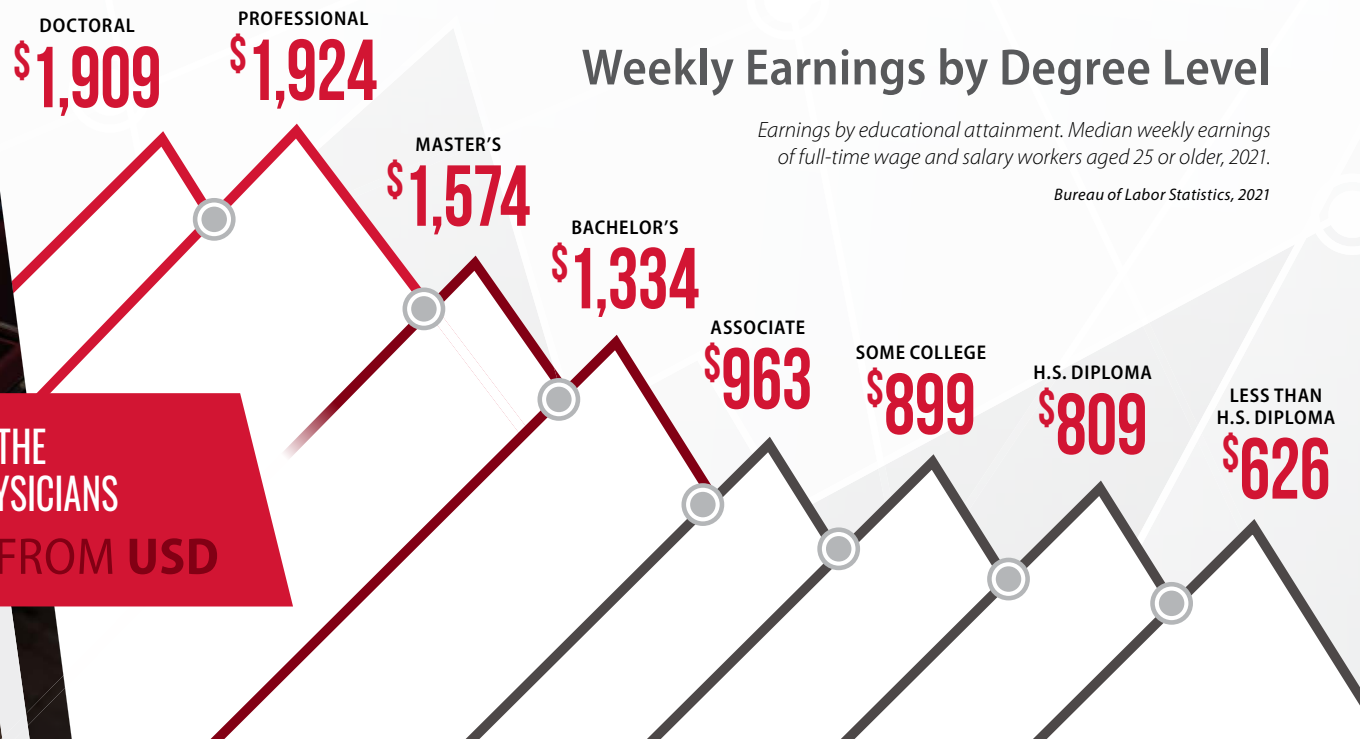 Weekly Earnings by Degree Level
Earnings by educational attainment. Median weekly earnings
of full-time wage and salary workers aged 25 or older, 2021.
Bureau of Labor Statistics, 2021
DOCTORAL
$1,909
PROFESSIONAL
$1,924
MASTER'S
$1,574
BACHELOR'S
$1,334
ASSOCIATE
$963
SOME COLLEGE
$899
H.S. DIPLOMA
$809
LESS THAN
H.S. DIPLOMA
$626
THE
YSICIANS
FROM USD